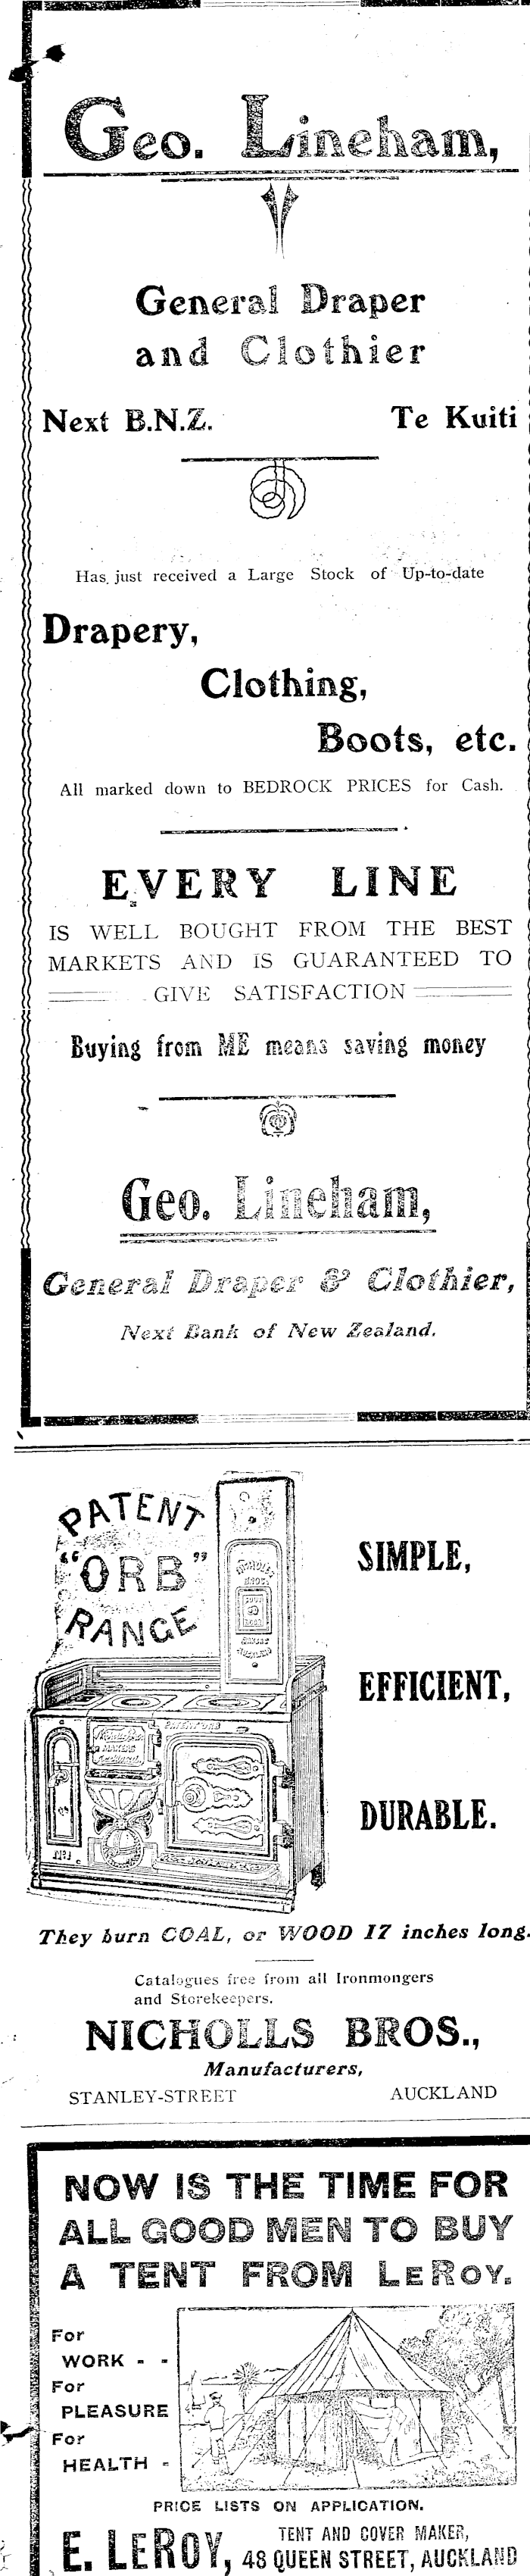 Geo. Lineham,
General Draper
and Clothier
Next B.N.Z. Te Kuiti
Has just received a Large Stock of Up-to-date
Drapery,
Clothing,
Boots, etc.
All marked down to BEDROCK PRICES for Cash.
EVERY LINE
IS WELL BOUGHT FROM THE BEST
MARKETS AND IS GUARANTEED TO
GIVE SATISFACTION
Buying from ME means saving money
Geo. Lineham,
General Draper & Clothier,
Next Bank of New Zealand.
PATENT
"ORB"
RANGE
SIMPLE,
EFFICIENT,
DURABLE.
PATENT ORB
No 1
They burn COAL, or WOOD 17 inches long.
Catalogues free from all Ironmongers
and Storekeepers.
NICHOLLS BROS.,
Manufacturers,
STANLEY-STREET AUCKLAND
NOW IS THE TIME FOR
ALL GOOD MEN TO BUY
A TENT FROM LEROY.
For
WORK - -
For
PLEASURE
For
HEALTH -
PRICE LISTS ON APPLICATION.
E. LEROY, TENT AND COVER MAKER,
48 QUEEN STREET, AUCKLAND